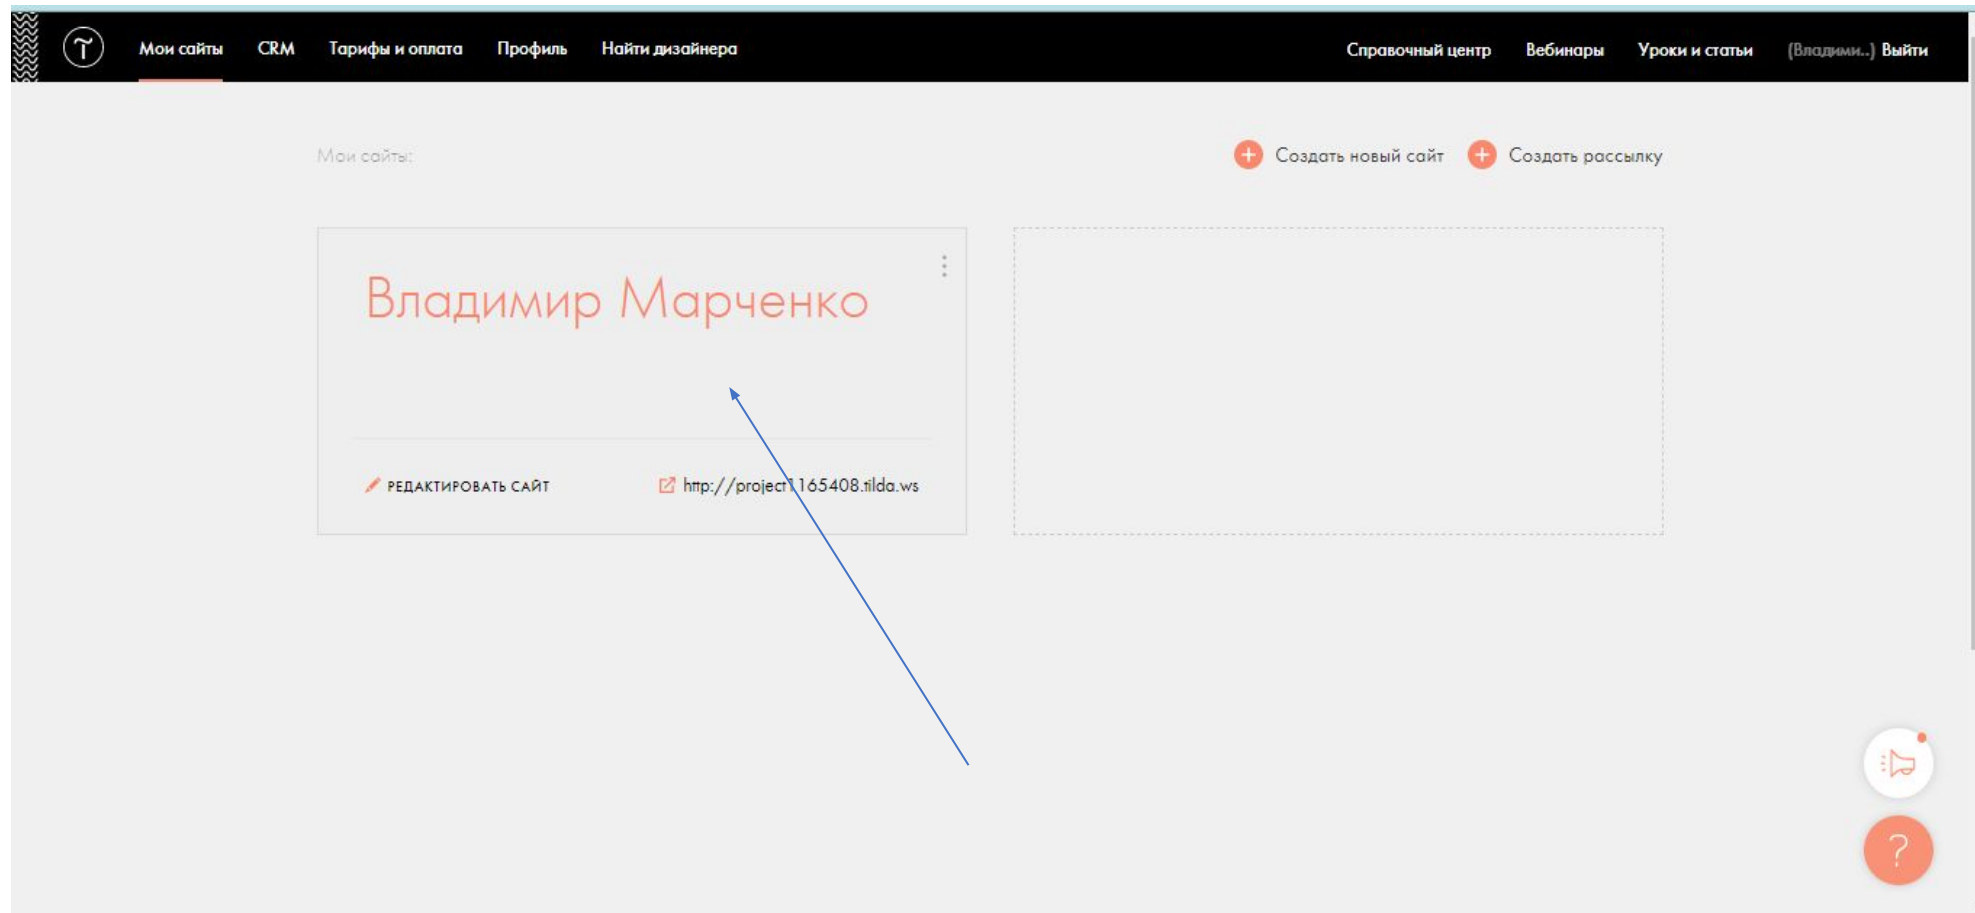 Мои сайты CRM Тарифы и оплата Профиль Найти дизайнера Справочный центр Вебинары Уроки и статьи (Владими..) Выйти
Мои сайты: Создать новый сайт Создать рассылку
Владимир Марченко
РЕДАКТИРОВАТЬ САЙТ http://project1165408.tilda.ws
?